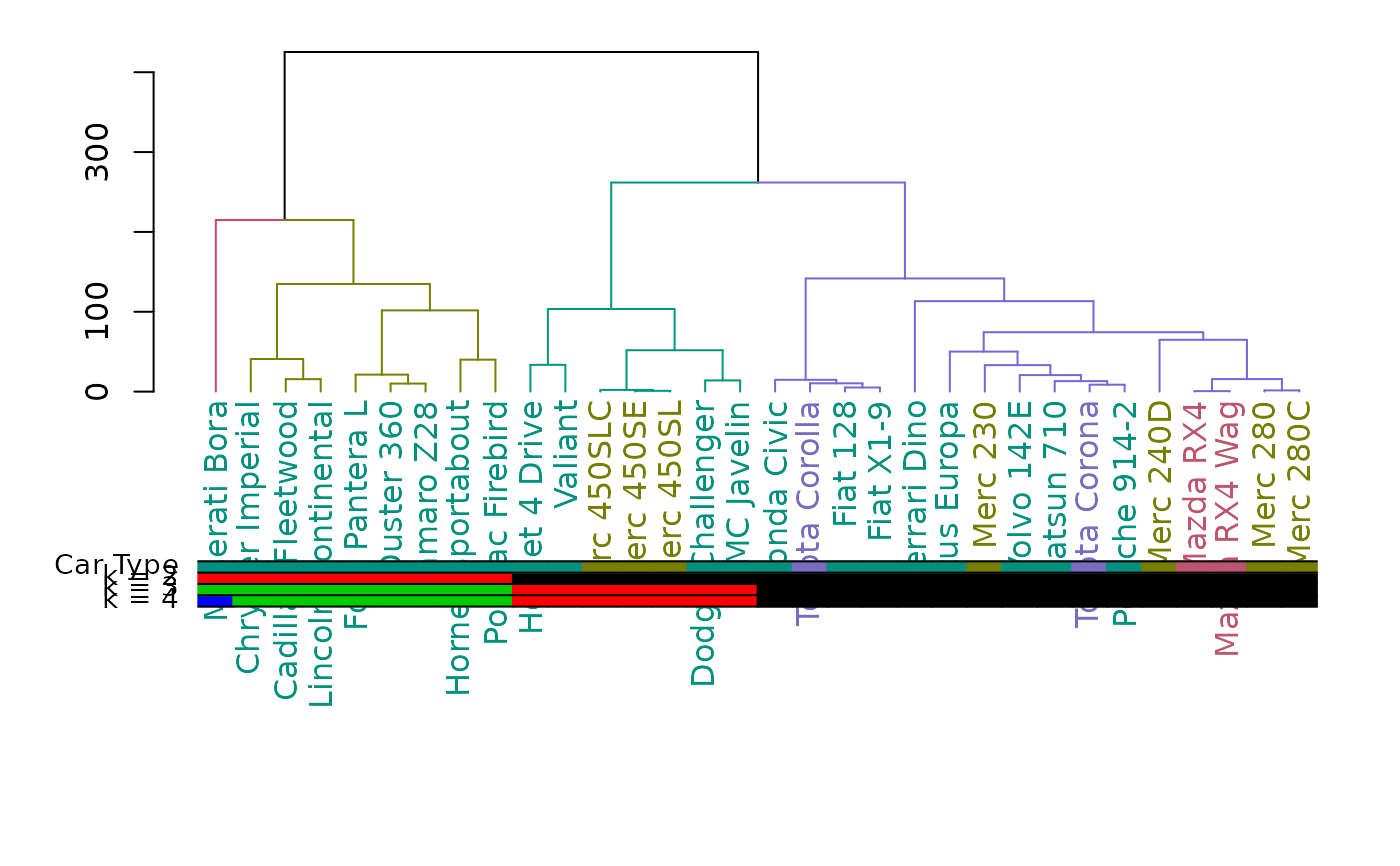 300
100
0
Maserati Bora
Chrysler Imperial
Cadillac Fleetwood
Lincoln Continental
Pantera L
Duster 360
Camaro Z28
Hornet Sportabout
Pontiac Firebird
Hornet 4 Drive
Valiant
Merc 450SLC
Merc 450SE
Merc 450SL
Dodge Challenger
AMC Javelin
Honda Civic
Toyota Corolla
Fiat 128
Fiat X1-9
Ferrari Dino
Lotus Europa
Merc 230
Volvo 142E
Datsun 710
Toyota Corona
Porsche 914-2
Merc 240D
Mazda RX4
Mazda RX4 Wag
Merc 280
Merc 280C
Car Type
k = 2
k = 3
k = 4